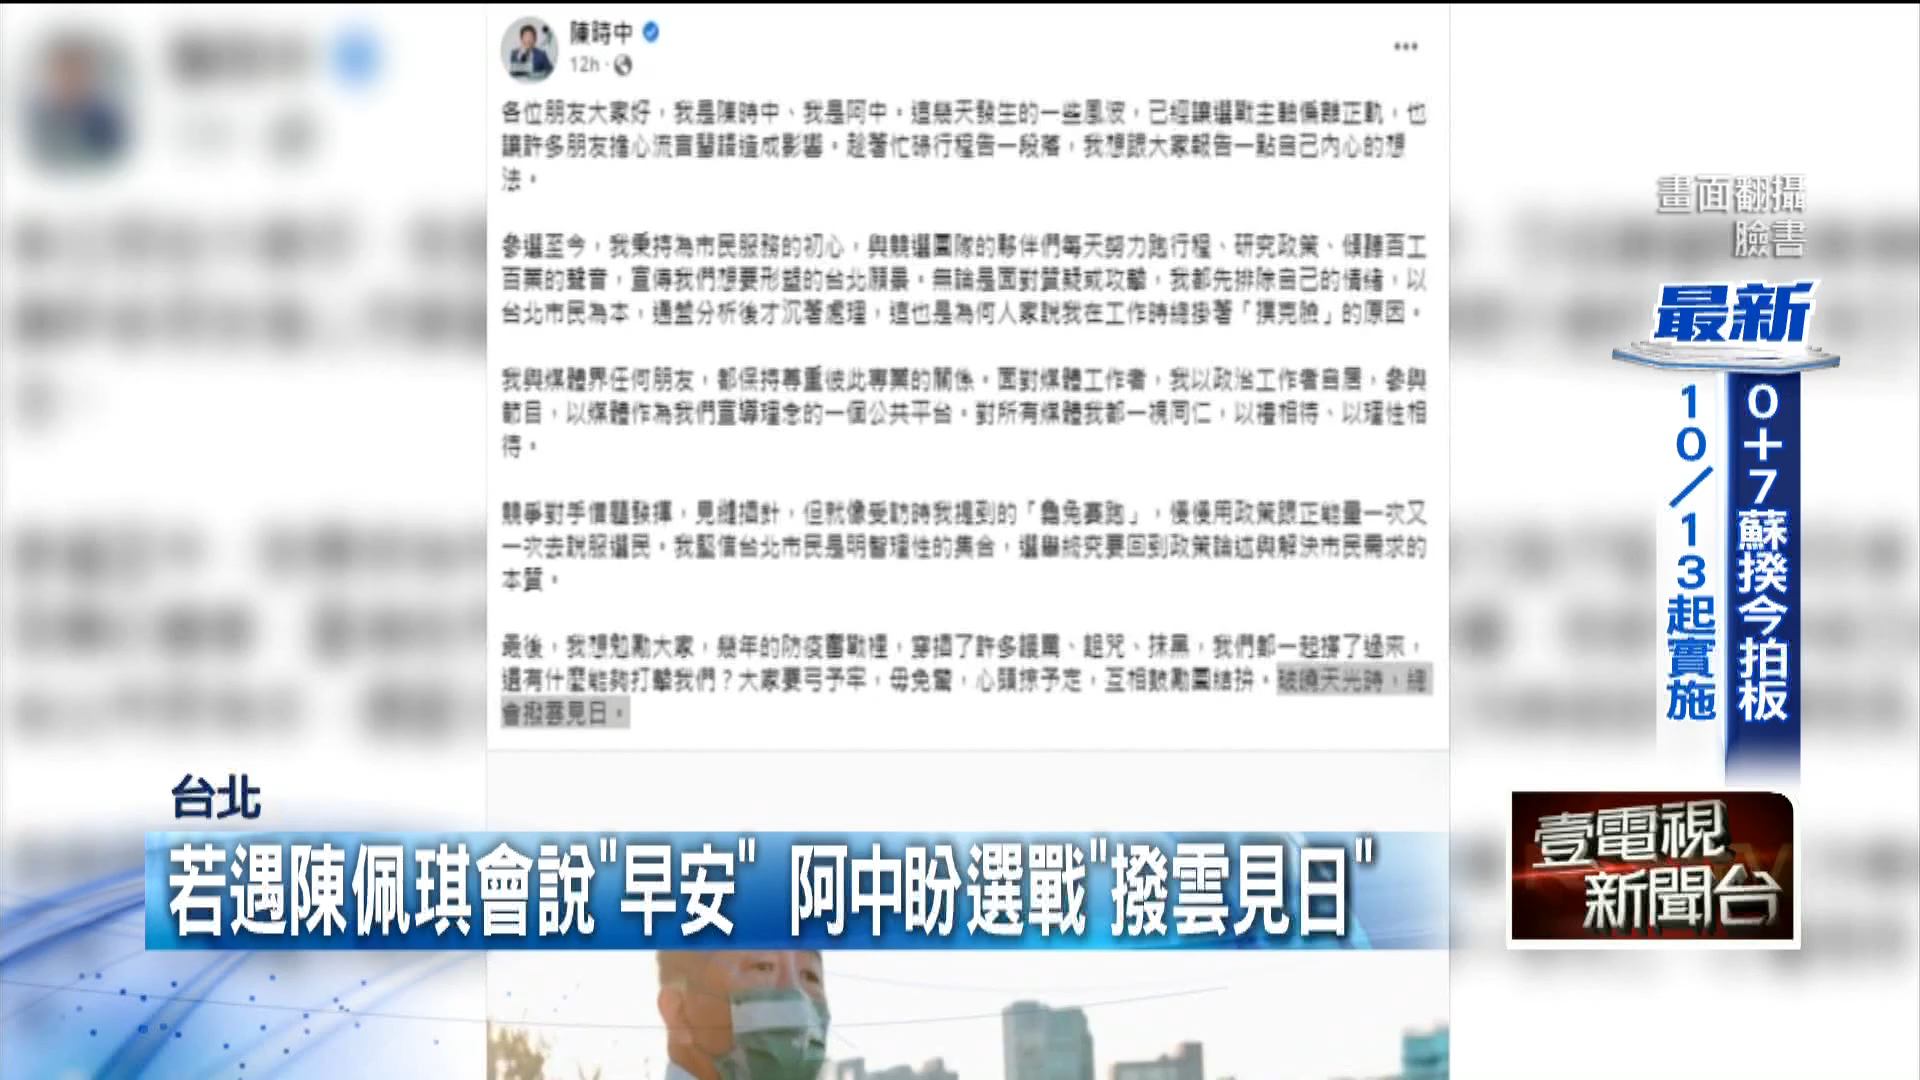 陳時中
12h
各位朋友大家好，我是陳時中、我是阿中。這幾天發生的一些風波，已經讓選戰主軸偏離正軌，也
讓許多朋友擔心流言蜚語造成影響。趁著忙碌行程告一段落，我想跟大家報告一點自己內心的想
法。
參選至今，我秉持為市民服務的初心，與競選團隊的夥伴們每天努力跑行程、研究政策、傾聽百工
百業的聲音，宣傳我們想要形塑的台北願景。無論是面對質疑或攻擊，我都先排除自己的情緒，以
台北市民為本，通盤分析後才沉著處理，這也是為何人家說我在工作時總掛著「撲克臉」的原因。
我與媒體界任何朋友，都保持尊重彼此專業的關係。面對媒體工作者，我以政治工作者自居，參與
節目，以媒體作為我們宣導理念的一個公共平台。對所有媒體我都一視同仁，以禮相待、以理性相
待。
競爭對手借題發揮，見縫插針，但就像受訪時我提到的「龜兔賽跑」，慢慢用政策跟正能量一次又
一次去說服選民。我堅信台北市民是明智理性的集合，選舉終究要回到政策論述與解決市民需求的
本質。
最後，我想勉勵大家，幾年的防疫奮戰裡，穿插了許多謾罵、詛咒、抹黑，我們都一起撐了過來，
還有什麼能夠打擊我們？大家要弓予牢，毋免驚，心頭掠予定，互相鼓勵團結拚。破曉天光時，總
會撥雲見日。
畫面翻攝
臉書
最新
0+7蘇揆今拍板
10/13起實施
台北
若遇陳佩琪會說"早安" 阿中盼選戰"撥雲見日"
壹電視
新聞台